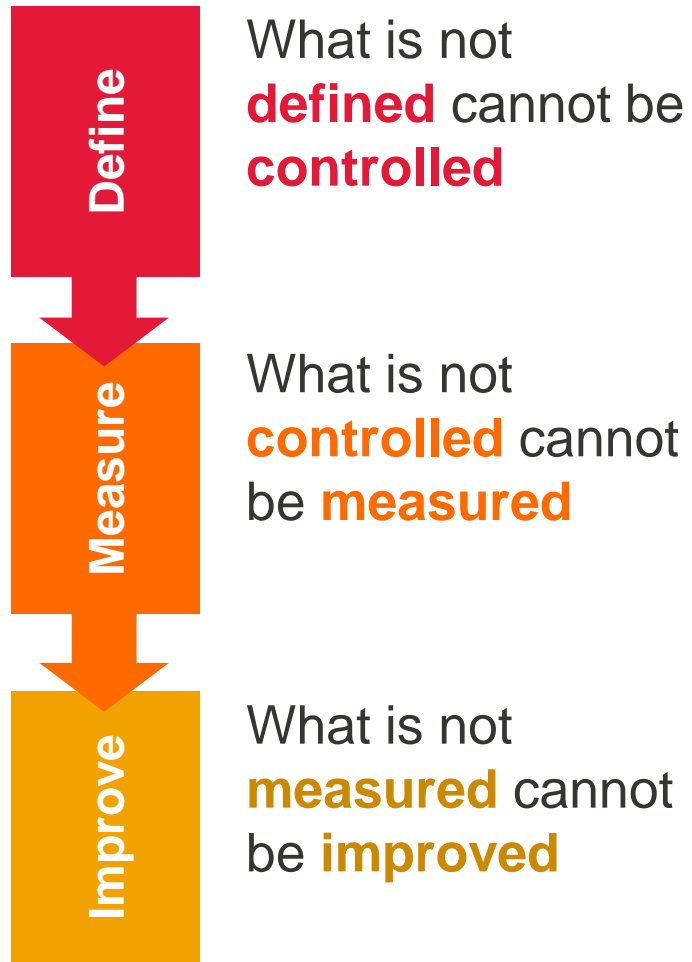 Define
What is not
defined cannot be
controlled
Measure
What is not
controlled cannot
be measured
Improve
What is not
measured cannot
be improved